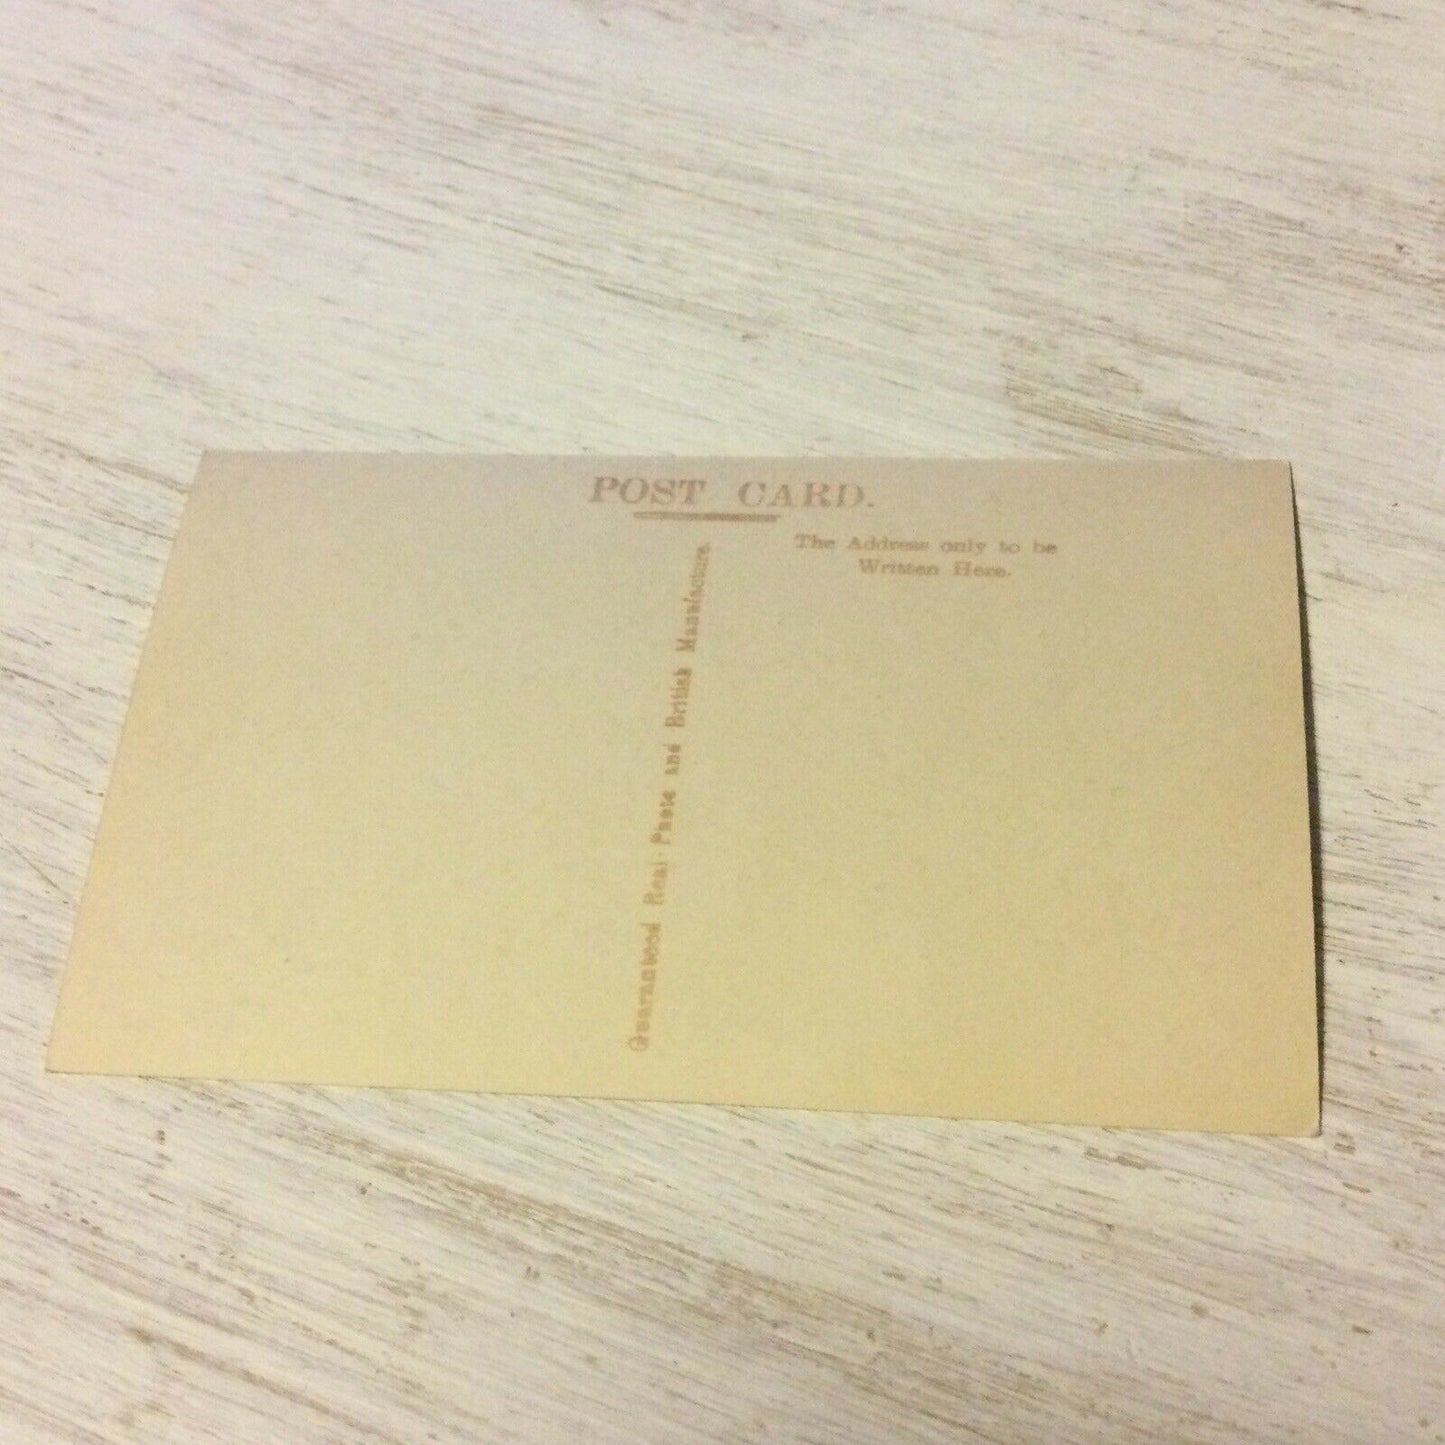 POST CARD.
The Address only to be
Written Here.
Guaranteed Real Photo and British Manufacture.